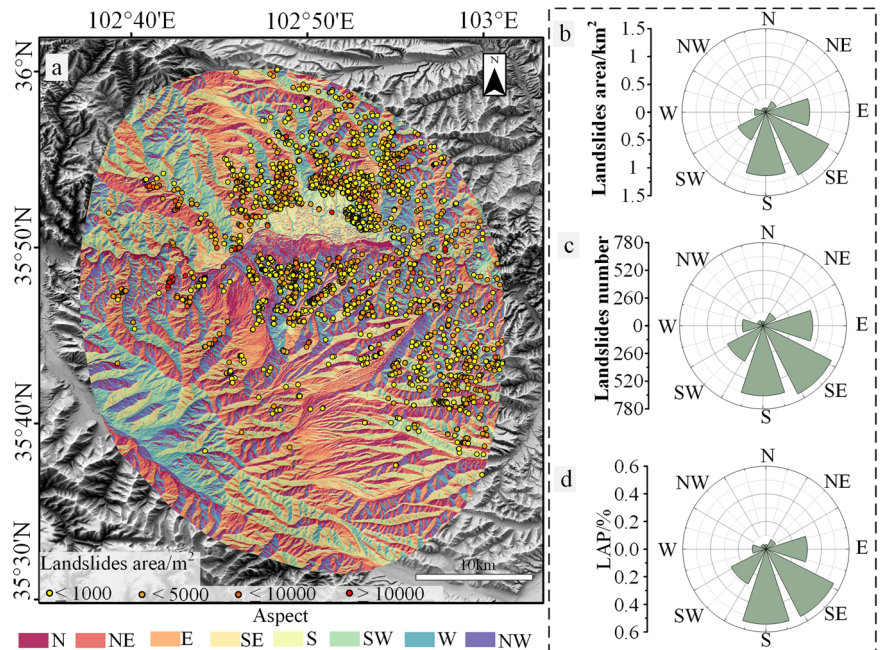 102°40'E 102°50'E 103°E
a
N
36°N
35°50'N
35°40'N
35°30'N
Landslides area/m²
< 1000 < 5000 < 10000 > 10000
10km
Aspect
N NE E SE S SW W NW
b
Landslides area/km²
1.5
1
0.5
0
0.5
1
1.5
N
NE
E
SE
S
SW
W
NW
c
Landslides number
780
520
260
0
260
520
780
N
NE
E
SE
S
SW
W
NW
d
LAP/%
0.6
0.4
0.2
0.0
0.2
0.4
0.6
N
NE
E
SE
S
SW
W
NW